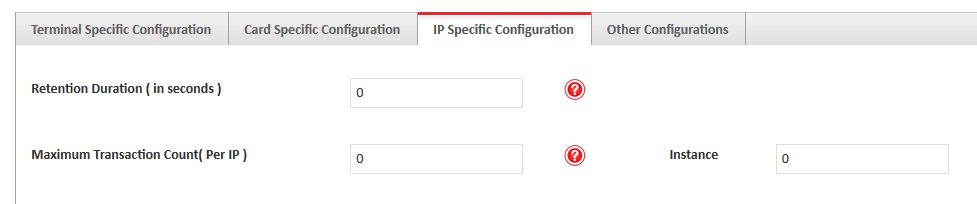 Terminal Specific Configuration Card Specific Configuration IP Specific Configuration Other Configurations
Retention Duration ( in seconds ) 0 ?
Maximum Transaction Count( Per IP ) 0 ? Instance 0